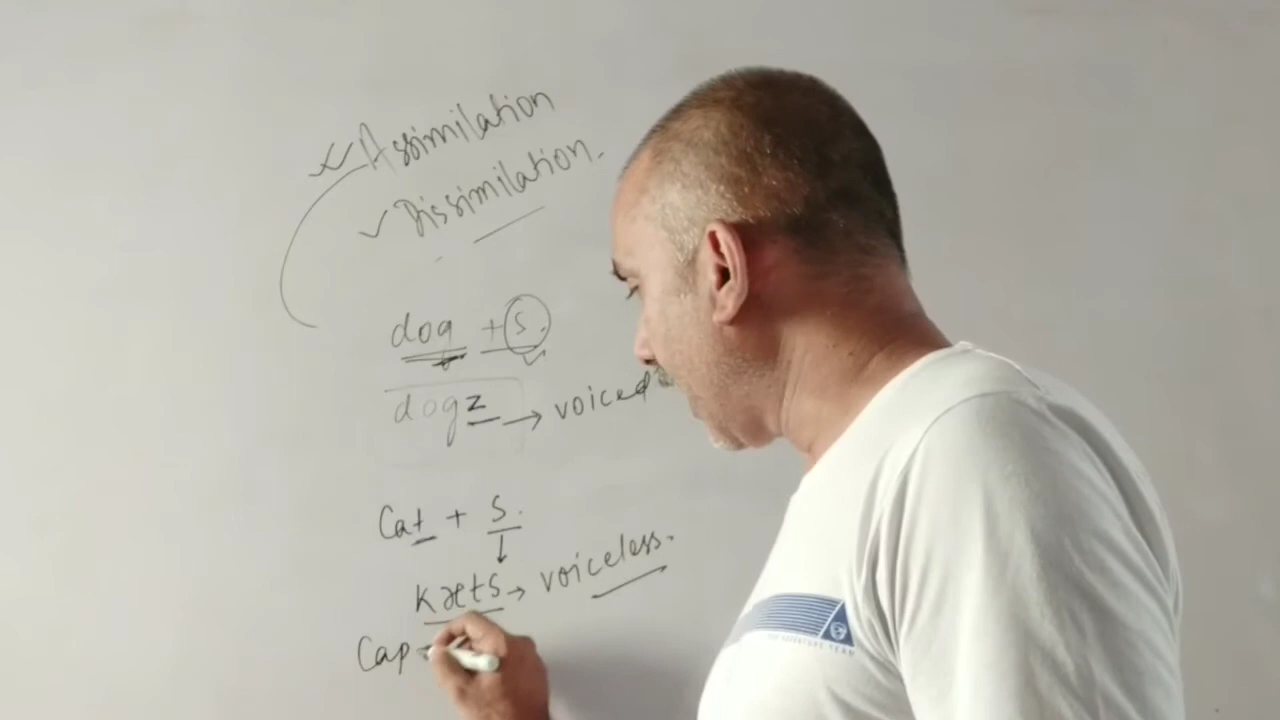 Assimilation
Dissimilation.
dog + s.
dogz → voiced
Cat + s.
kæts → voiceless.
Cap